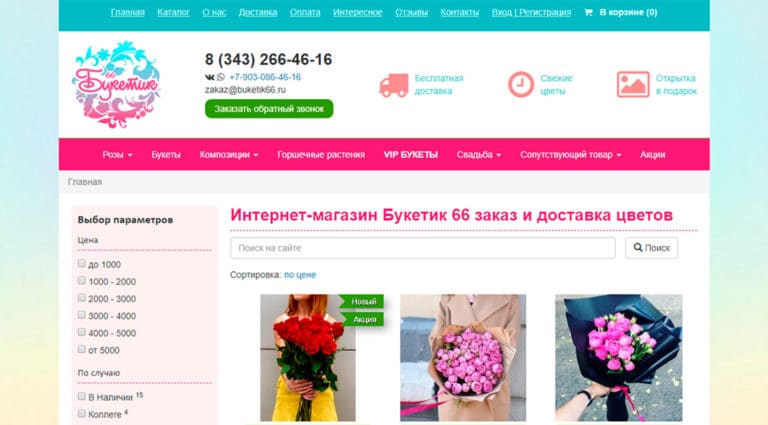 Главная Каталог О нас Доставка Оплата Интересное Отзывы Контакты Вход | Регистрация В корзине (0)
66
Букетик
8 (343) 266-46-16
+7-903-086-46-16
zakaz@buketik66.ru
Заказать обратный звонок
Бесплатная
доставка
Свежие
цветы
Открытка
в подарок
Розы Букеты Композиции Горшечные растения VIP БУКЕТЫ Свадьба Сопутствующий товар Акции
Главная
Выбор параметров
Цена
до 1000
1000 - 2000
2000 - 3000
3000 - 4000
4000 - 5000
от 5000
По случаю
В Наличии 15
Коллеге 4
Интернет-магазин Букетик 66 заказ и доставка цветов
Поиск на сайте Поиск
Сортировка: по цене
Новый
Акция